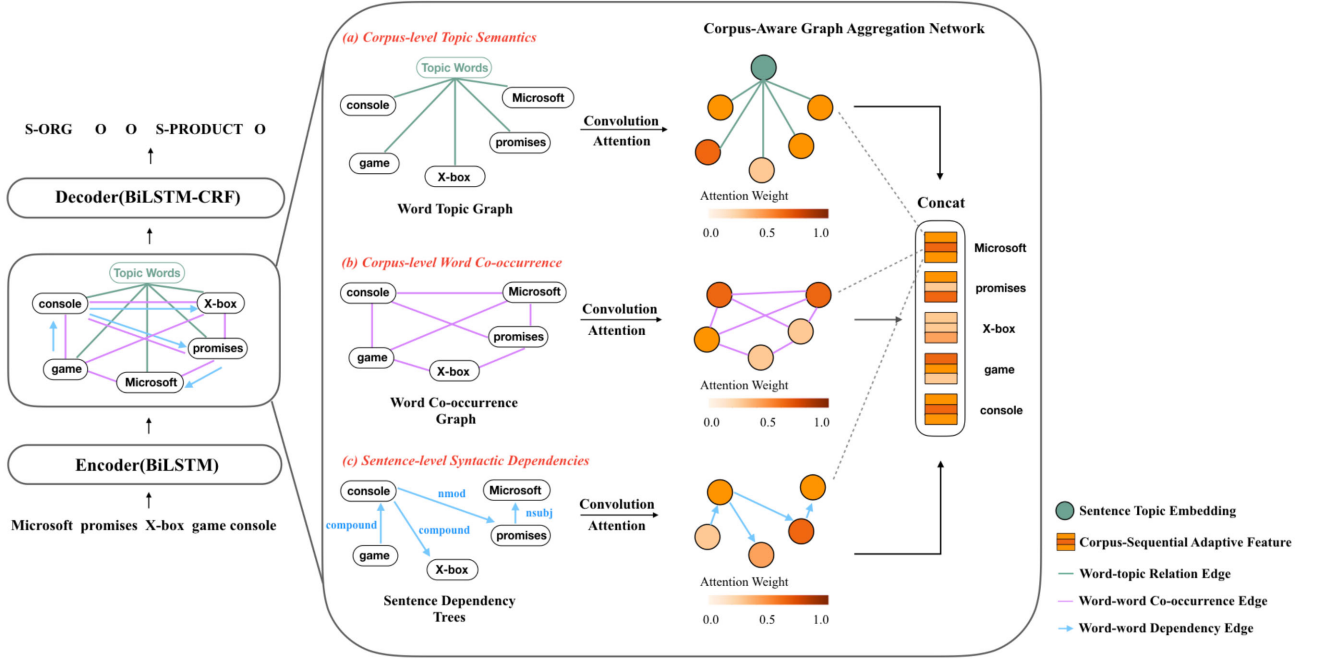 S-ORG O O S-PRODUCT O
Decoder(BiLSTM-CRF)
Topic Words
console
X-box
promises
game
Microsoft
Encoder(BiLSTM)
Microsoft promises X-box game console
(a) Corpus-level Topic Semantics
Topic Words
console
Microsoft
promises
game
X-box
Word Topic Graph
Convolution
Attention
Corpus-Aware Graph Aggregation Network
Attention Weight
0.0 0.5 1.0
(b) Corpus-level Word Co-occurrence
console
Microsoft
promises
game
X-box
Word Co-occurrence
Graph
Convolution
Attention
Attention Weight
0.0 0.5 1.0
(c) Sentence-level Syntactic Dependencies
console
nmod
Microsoft
compound
compound
nsubj
promises
game
X-box
Sentence Dependency
Trees
Convolution
Attention
Attention Weight
0.0 0.5 1.0
Concat
Microsoft
promises
X-box
game
console
Sentence Topic Embedding
Corpus-Sequential Adaptive Feature
Word-topic Relation Edge
Word-word Co-occurrence Edge
Word-word Dependency Edge